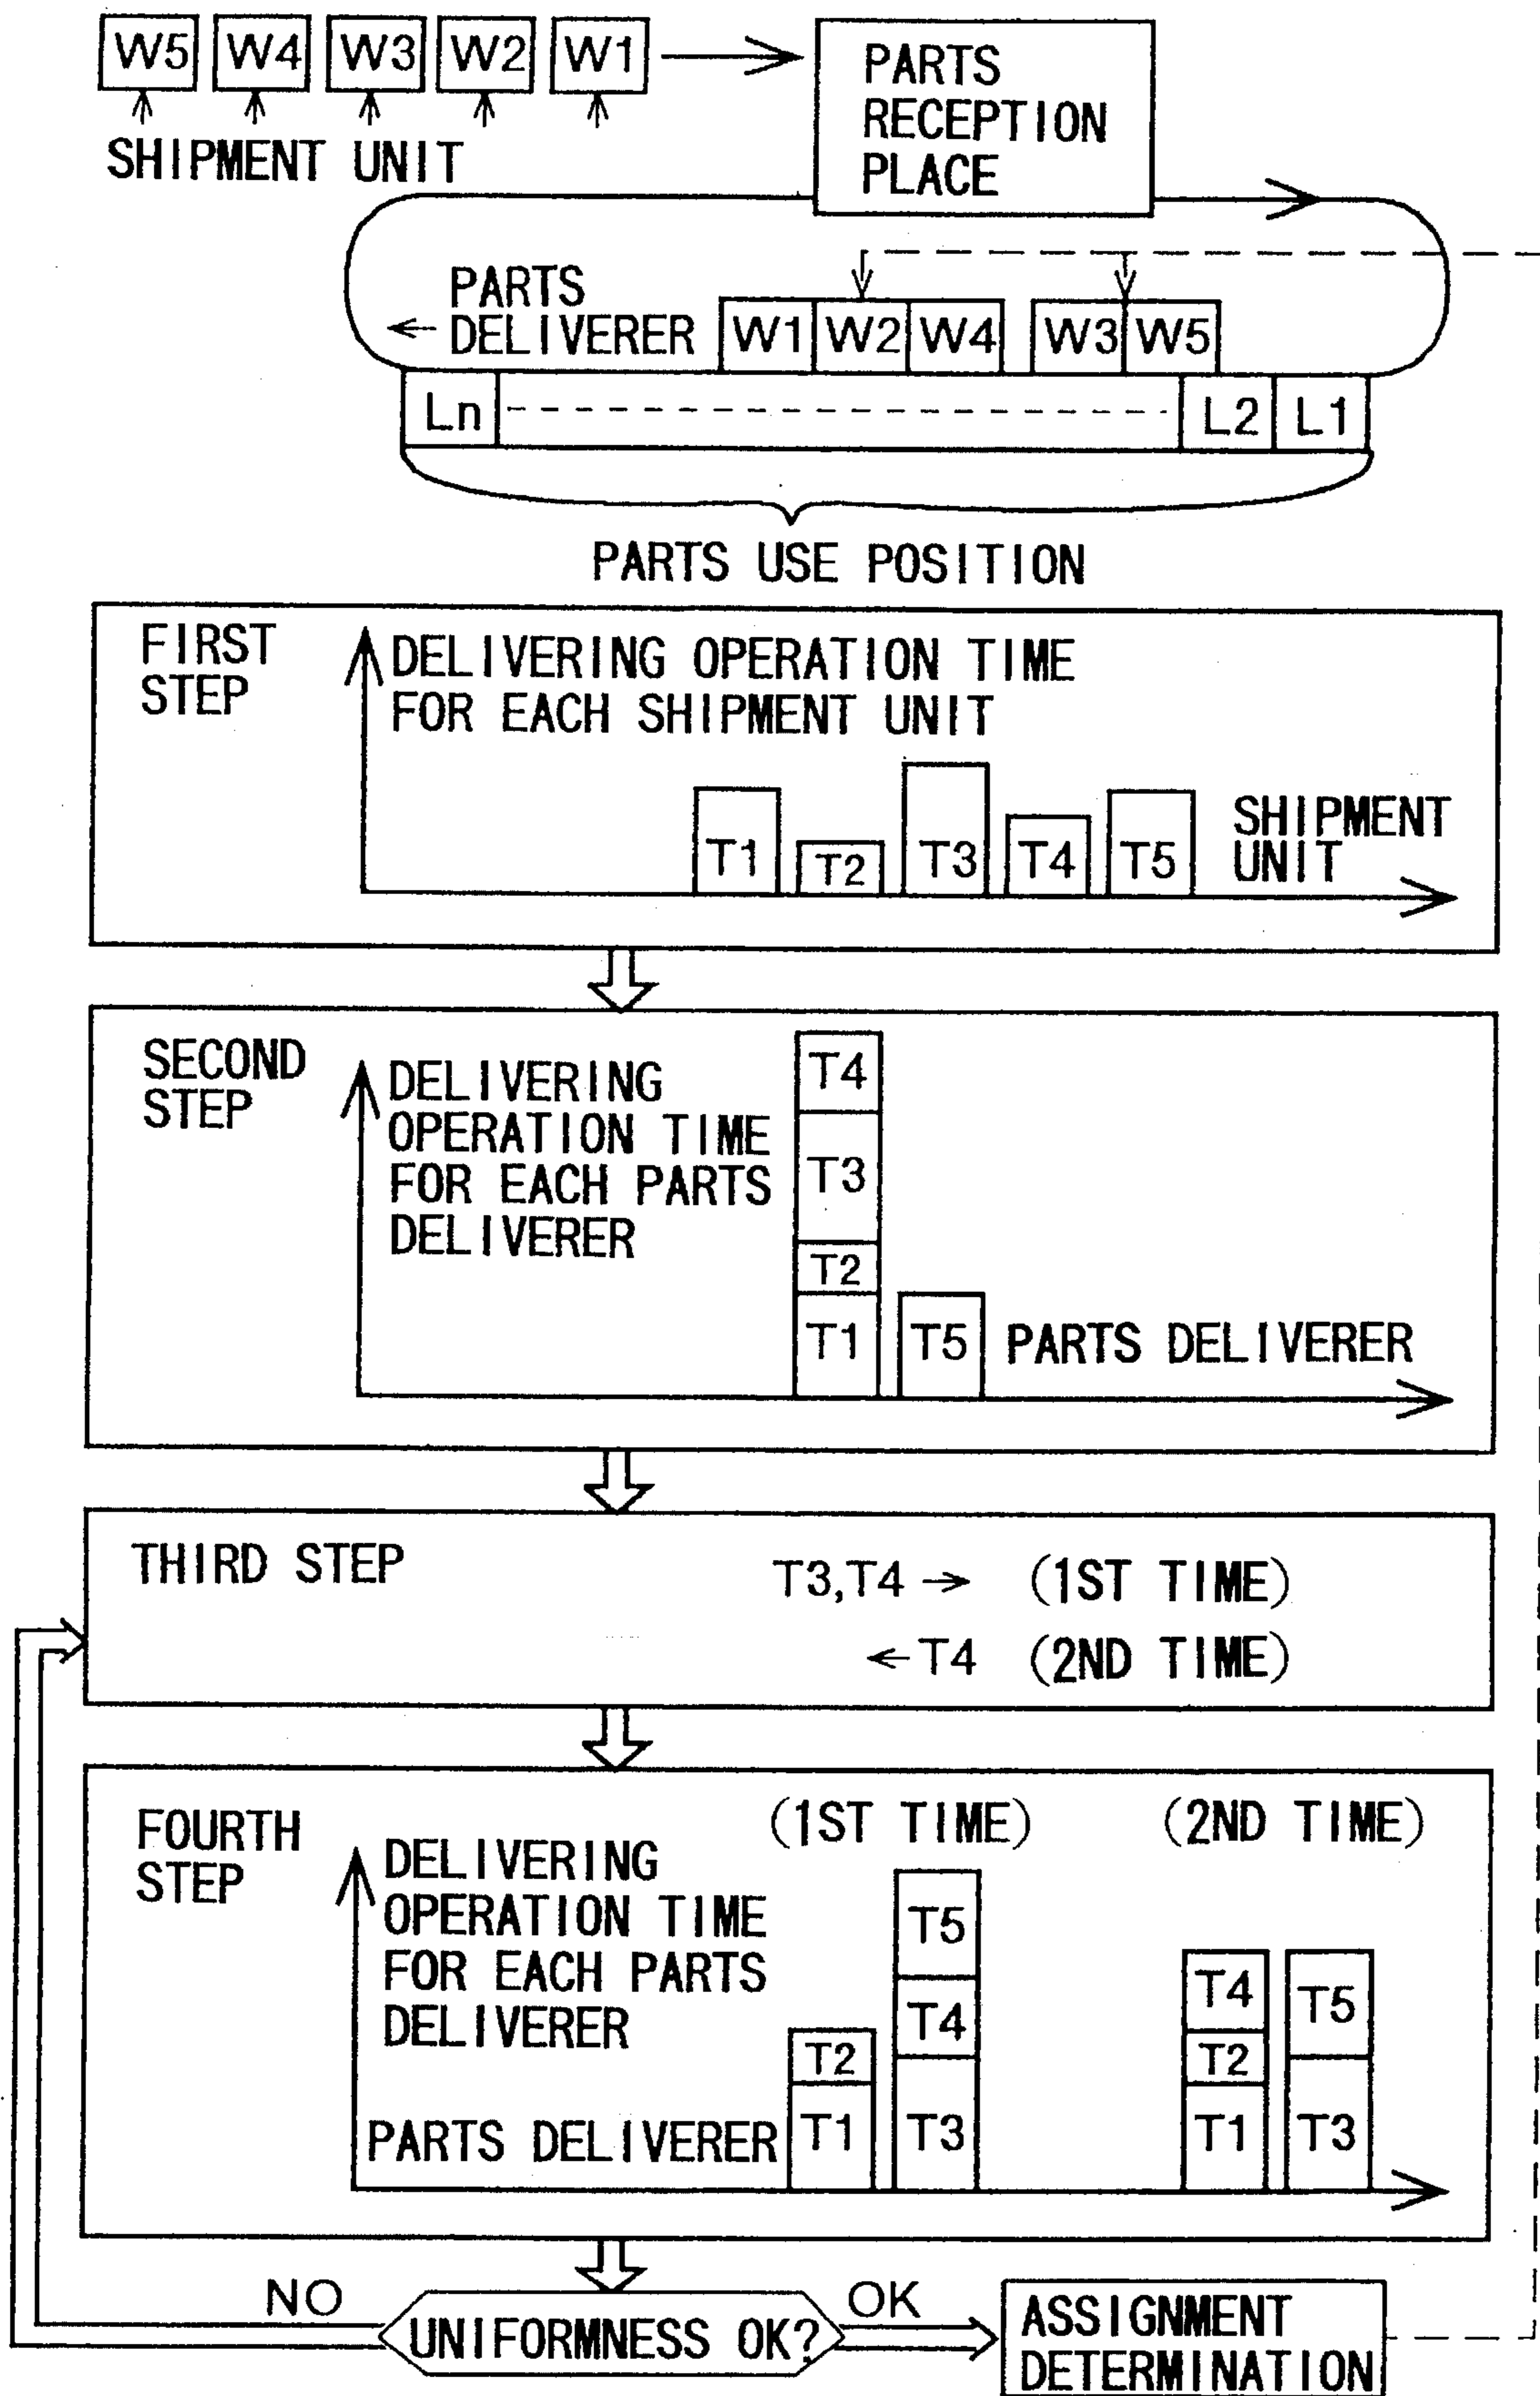 W5 W4 W3 W2 W1
SHIPMENT UNIT
PARTS
RECEPTION
PLACE
PARTS
DELIVERER
W1 W2 W4 W3 W5
Ln L2 L1
PARTS USE POSITION
FIRST
STEP
DELIVERING OPERATION TIME
FOR EACH SHIPMENT UNIT
T1 T2 T3 T4 T5
SHIPMENT
UNIT
SECOND
STEP
DELIVERING
OPERATION TIME
FOR EACH PARTS
DELIVERER
T4
T3
T2
T1 T5 PARTS DELIVERER
THIRD STEP
T3,T4 → (1ST TIME)
← T4 (2ND TIME)
FOURTH
STEP
(1ST TIME) (2ND TIME)
DELIVERING
OPERATION TIME
FOR EACH PARTS
DELIVERER
PARTS DELIVERER
T2
T1
T5
T4
T3
T4
T2
T1
T5
T3
NO
UNIFORMNESS OK?
OK
ASSIGNMENT
DETERMINATION